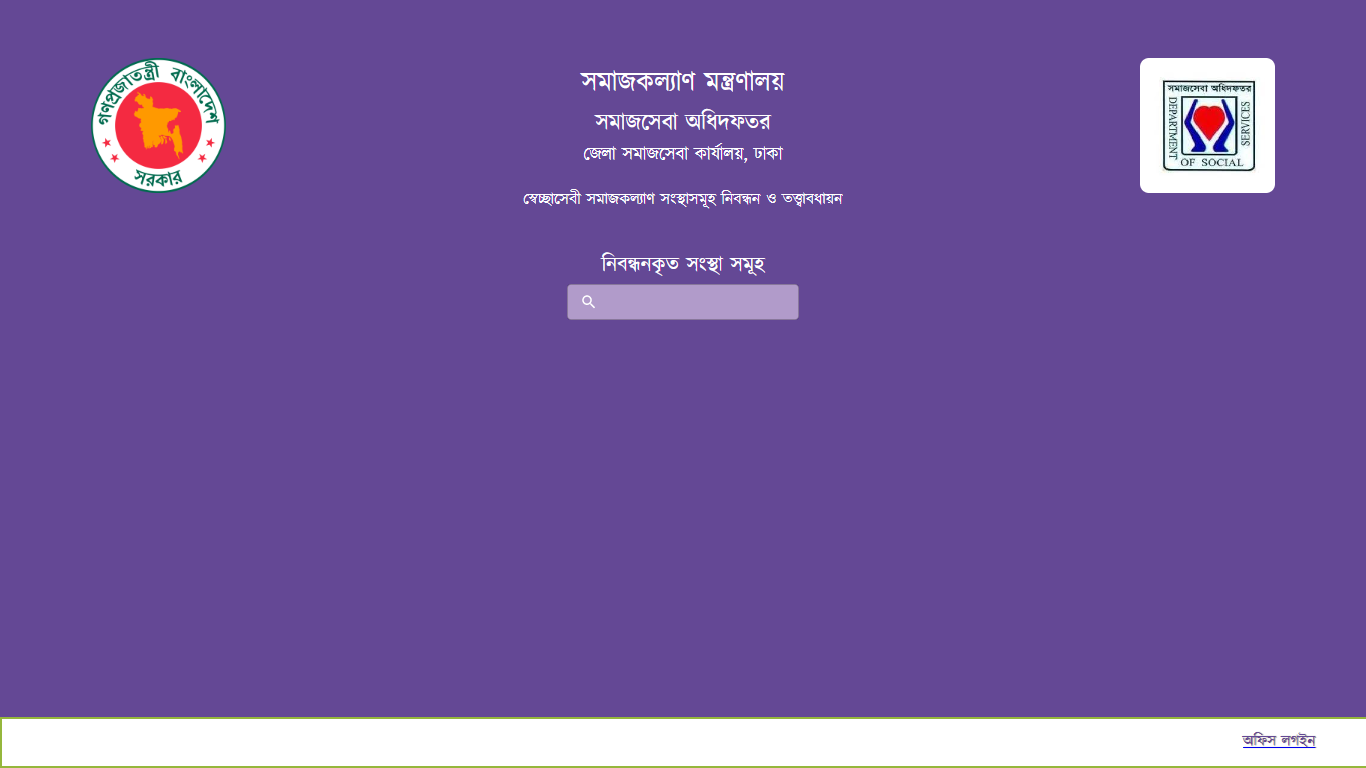 গণপ্রজাতন্ত্রী বাংলাদেশ
সরকার
সমাজকল্যাণ মন্ত্রণালয়
সমাজসেবা অধিদফতর
জেলা সমাজসেবা কার্যালয়, ঢাকা
স্বেচ্ছাসেবী সমাজকল্যাণ সংস্থাসমূহ নিবন্ধন ও তত্ত্বাবধায়ন
সমাজসেবা অধিদফতর
DEPARTMENT
OF SOCIAL
SERVICES
নিবন্ধনকৃত সংস্থা সমূহ
অফিস লগইন